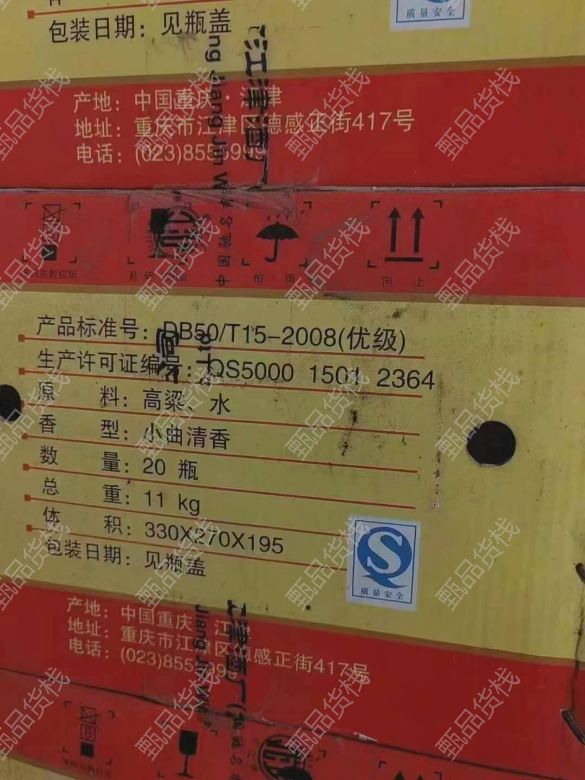 包装日期：见瓶盖
质量安全
产地：中国重庆·江津
地址：重庆市江津区德感正街417号
电话：(023)855
怕雨
向上
产品标准号：DB50/T15-2008(优级)
生产许可证编号：QS5000 1501 2364
原料：高粱、水
香型：小曲清香
数量：20 瓶
总重：11 kg
体积：330X270X195
包装日期：见瓶盖
质量安全
产地：中国重庆·江津
地址：重庆市江津区德感正街417号
电话：(023)855
甄品货栈